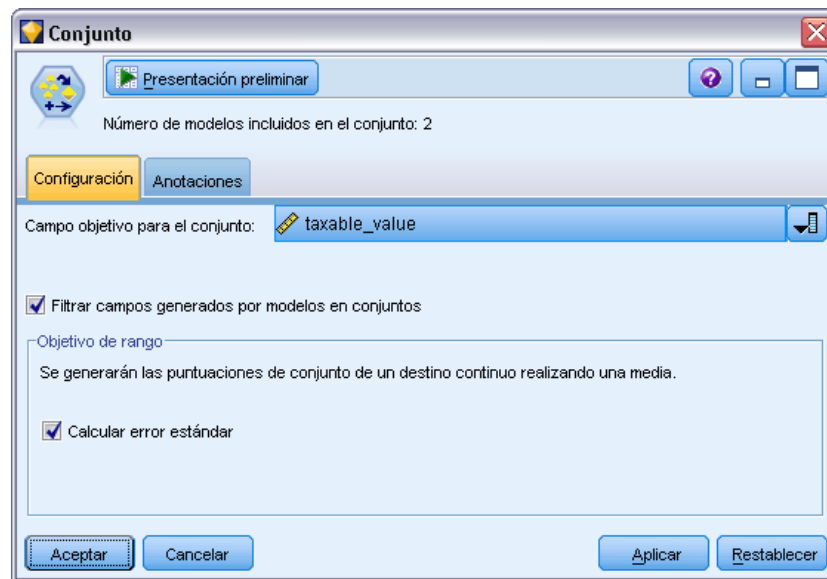 Conjunto
Presentación preliminar
Número de modelos incluidos en el conjunto: 2
Configuración
Anotaciones
Campo objetivo para el conjunto:
taxable_value
Filtrar campos generados por modelos en conjuntos
Objetivo de rango
Se generarán las puntuaciones de conjunto de un destino continuo realizando una media.
Calcular error estándar
Aceptar
Cancelar
Aplicar
Restablecer